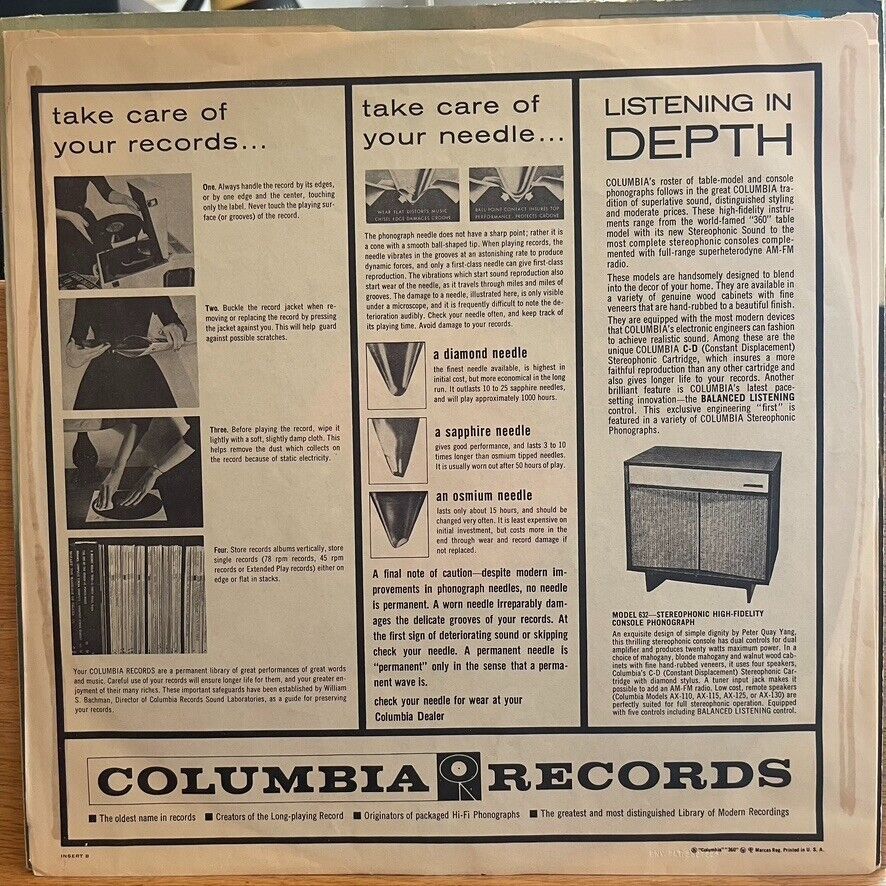 take care of
your records...
One. Always handle the record by its edges,
or by one edge and the center, touching
only the label. Never touch the playing sur-
face (or grooves) of the record.
Two. Buckle the record jacket when re-
moving or replacing the record by pressing
the jacket against you. This will help guard
against possible scratches.
Three. Before playing the record, wipe it
lightly with a soft, slightly damp cloth. This
helps remove the dust which collects on
the record because of static electricity.
Four. Store records albums vertically, store
single records (78 rpm records, 45 rpm
records or Extended Play records) either on
edge or flat in stacks.
Your COLUMBIA RECORDS are a permanent library of great performances of great words
and music. Careful use of your records will ensure longer life for them, and your greater en-
joyment of their many riches. These important safeguards have been established by William
S. Bachman, Director of Columbia Records Sound Laboratories, as a guide for preserving
your records.
take care of
your needle...
WEAR FLAT DISTORTS MUSIC
CHISEL EDGE DAMAGES GROOVE
BALL POINT CONTACT INSURES TOP
PERFORMANCE, PROTECTS GROOVE
The phonograph needle does not have a sharp point; rather it is
a cone with a smooth ball-shaped tip. When playing records, the
needle vibrates in the grooves at an astonishing rate to produce
dynamic forces, and only a first-class needle can give first-class
reproduction. The vibrations which start sound reproduction also
start wear of the needle, as it travels through miles and miles of
grooves. The damage to a needle, illustrated here, is only visible
under a microscope, and it is frequently difficult to note the de-
terioration audibly. Check your needle often, and keep track of
its playing time. Avoid damage to your records.
a diamond needle
the finest needle available, is highest in
initial cost, but more economical in the long
run. It outlasts 10 to 25 sapphire needles,
and will play approximately 1000 hours.
a sapphire needle
gives good performance, and lasts 3 to 10
times longer than osmium tipped needles.
It is usually worn out after 50 hours of play.
an osmium needle
lasts only about 15 hours, and should be
changed very often. It is least expensive on
initial investment, but costs more in the
end through wear and record damage if
not replaced.
A final note of caution—despite modern im-
provements in phonograph needles, no needle
is permanent. A worn needle irreparably dam-
ages the delicate grooves of your records. At
the first sign of deteriorating sound or skipping
check your needle. A permanent needle is
"permanent" only in the sense that a perma-
nent wave is.
check your needle for wear at your
Columbia Dealer
LISTENING IN
DEPTH
COLUMBIA's roster of table-model and console
phonographs follows in the great COLUMBIA tra-
dition of superlative sound, distinguished styling
and moderate prices. These high-fidelity instru-
ments range from the world-famed "360" table
model with its new Stereophonic Sound to the
most complete stereophonic consoles comple-
mented with full-range superheterodyne AM-FM
radio.
These models are handsomely designed to blend
into the decor of your home. They are available in
a variety of genuine wood cabinets with fine
veneers that are hand-rubbed to a beautiful finish.
They are equipped with the most modern devices
that COLUMBIA's electronic engineers can fashion
to achieve realistic sound. Among these are the
unique COLUMBIA C-D (Constant Displacement)
Stereophonic Cartridge, which insures a more
faithful reproduction than any other cartridge and
also gives longer life to your records. Another
brilliant feature is COLUMBIA's latest pace-
setting innovation—the BALANCED LISTENING
control. This exclusive engineering "first" is
featured in a variety of COLUMBIA Stereophonic
Phonographs.
MODEL 632—STEREOPHONIC HIGH-FIDELITY
CONSOLE PHONOGRAPH
An exquisite design of simple dignity by Peter Quay Yang,
this thrilling stereophonic console has dual controls for dual
amplifier and produces twenty watts maximum power. In a
choice of mahogany, blonde mahogany and walnut wood cab-
inets with fine hand-rubbed veneers, it uses four speakers,
Columbia's C-D (Constant Displacement) Stereophonic Car-
tridge with diamond stylus. A tuner input jack makes it
possible to add an AM-FM radio. Low cost, remote speakers
(Columbia Models AX-110, AX-115, AX-125, or AX-130) are
perfectly suited for full stereophonic operation. Equipped
with five controls including BALANCED LISTENING control.
COLUMBIA RECORDS
■ The oldest name in records ■ Creators of the Long-playing Record ■ Originators of packaged Hi-Fi Phonographs ■ The greatest and most distinguished Library of Modern Recordings
INSERT B
® "Columbia" "360" Marcas Reg. Printed in U. S. A.